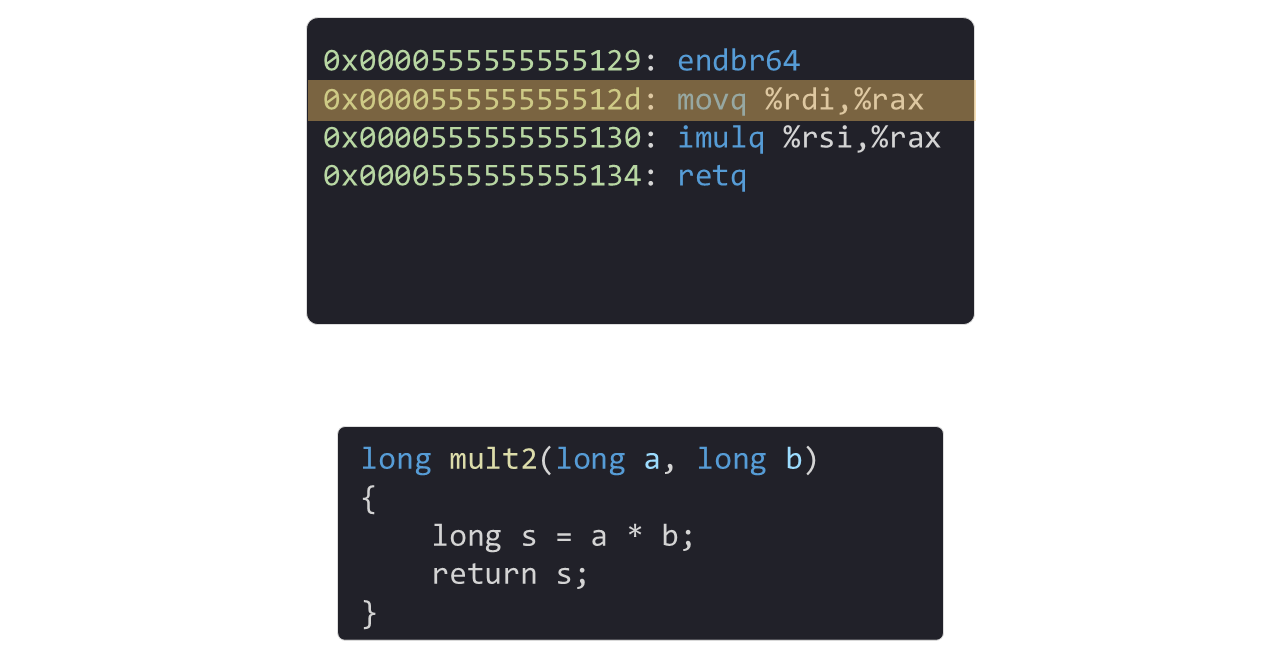 0x0000555555555129: endbr64
0x000055555555512d: movq %rdi,%rax
0x0000555555555130: imulq %rsi,%rax
0x0000555555555134: retq
long mult2(long a, long b)
{
    long s = a * b;
    return s;
}